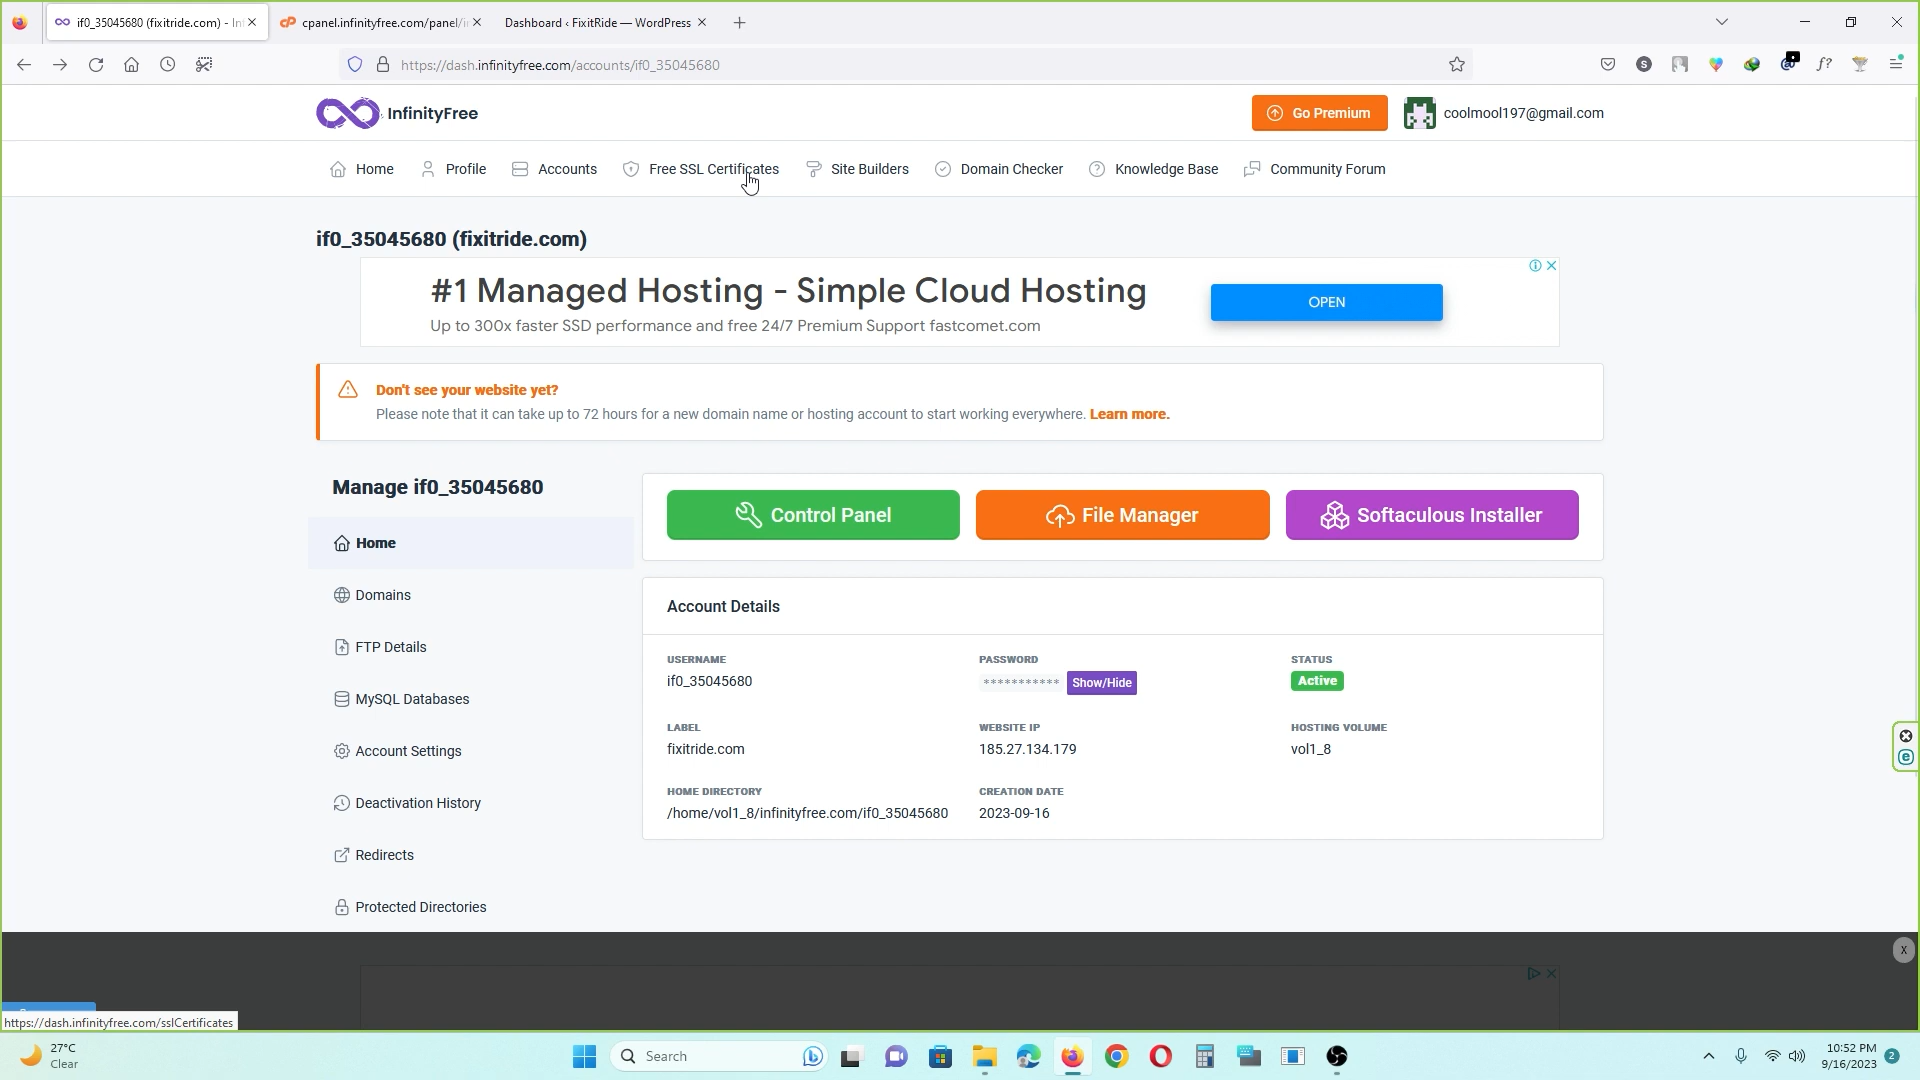 if0_35045680 (fixitride.com) - In
cpanel.infinityfree.com/panel/i
Dashboard ‹ FixitRide — WordPress
https://dash.infinityfree.com/accounts/if0_35045680
InfinityFree
Go Premium
coolmool197@gmail.com
Home
Profile
Accounts
Free SSL Certificates
Site Builders
Domain Checker
Knowledge Base
Community Forum
if0_35045680 (fixitride.com)
#1 Managed Hosting - Simple Cloud Hosting
Up to 300x faster SSD performance and free 24/7 Premium Support fastcomet.com
OPEN
Don't see your website yet?
Please note that it can take up to 72 hours for a new domain name or hosting account to start working everywhere. Learn more.
Manage if0_35045680
Control Panel
File Manager
Softaculous Installer
Home
Domains
FTP Details
MySQL Databases
Account Settings
Deactivation History
Redirects
Protected Directories
Account Details
USERNAME
if0_35045680
PASSWORD
***********
Show/Hide
STATUS
Active
LABEL
fixitride.com
WEBSITE IP
185.27.134.179
HOSTING VOLUME
vol1_8
HOME DIRECTORY
/home/vol1_8/infinityfree.com/if0_35045680
CREATION DATE
2023-09-16
X
https://dash.infinityfree.com/sslCertificates
27°C
Clear
Search
10:52 PM
9/16/2023
2